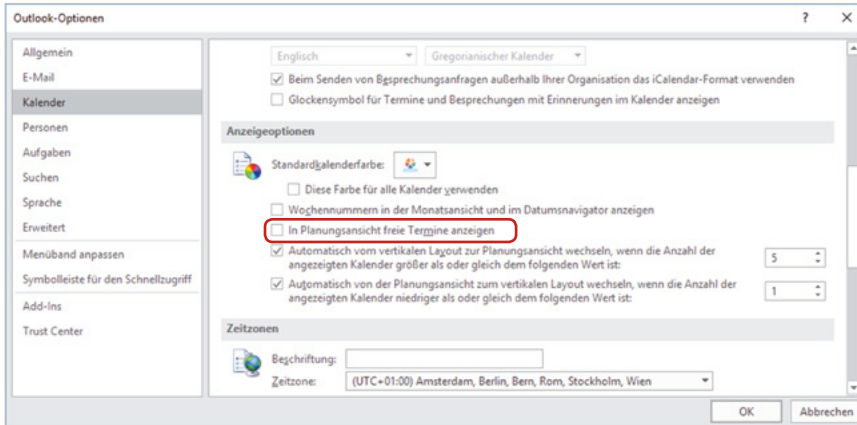 Outlook-Optionen
?
Allgemein
E-Mail
Kalender
Personen
Aufgaben
Suchen
Sprache
Erweitert
Menüband anpassen
Symbolleiste für den Schnellzugriff
Add-Ins
Trust Center
Englisch
Gregorianischer Kalender
Beim Senden von Besprechungsanfragen außerhalb Ihrer Organisation das iCalendar-Format verwenden
Glockensymbol für Termine und Besprechungen mit Erinnerungen im Kalender anzeigen
Anzeigeoptionen
Standardkalenderfarbe:
Diese Farbe für alle Kalender verwenden
Wochennummern in der Monatsansicht und im Datumsnavigator anzeigen
In Planungsansicht freie Termine anzeigen
Automatisch vom vertikalen Layout zur Planungsansicht wechseln, wenn die Anzahl der
angezeigten Kalender größer als oder gleich dem folgenden Wert ist:
5
Automatisch von der Planungsansicht zum vertikalen Layout wechseln, wenn die Anzahl der
angezeigten Kalender niedriger als oder gleich dem folgenden Wert ist:
1
Zeitzonen
Beschriftung:
Zeitzone:
(UTC+01:00) Amsterdam, Berlin, Bern, Rom, Stockholm, Wien
OK
Abbrechen